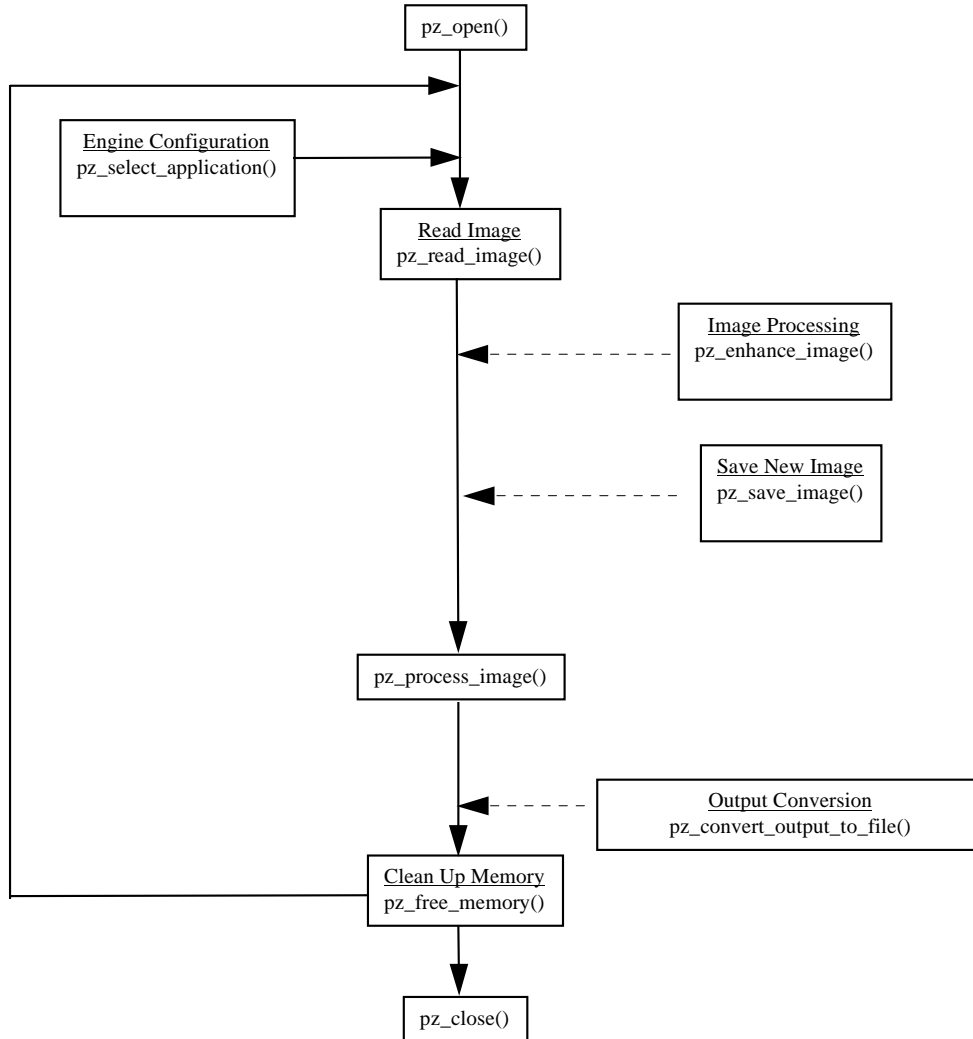 pz_open()
Engine Configuration
pz_select_application()
Read Image
pz_read_image()
Image Processing
pz_enhance_image()
Save New Image
pz_save_image()
pz_process_image()
Output Conversion
pz_convert_output_to_file()
Clean Up Memory
pz_free_memory()
pz_close()